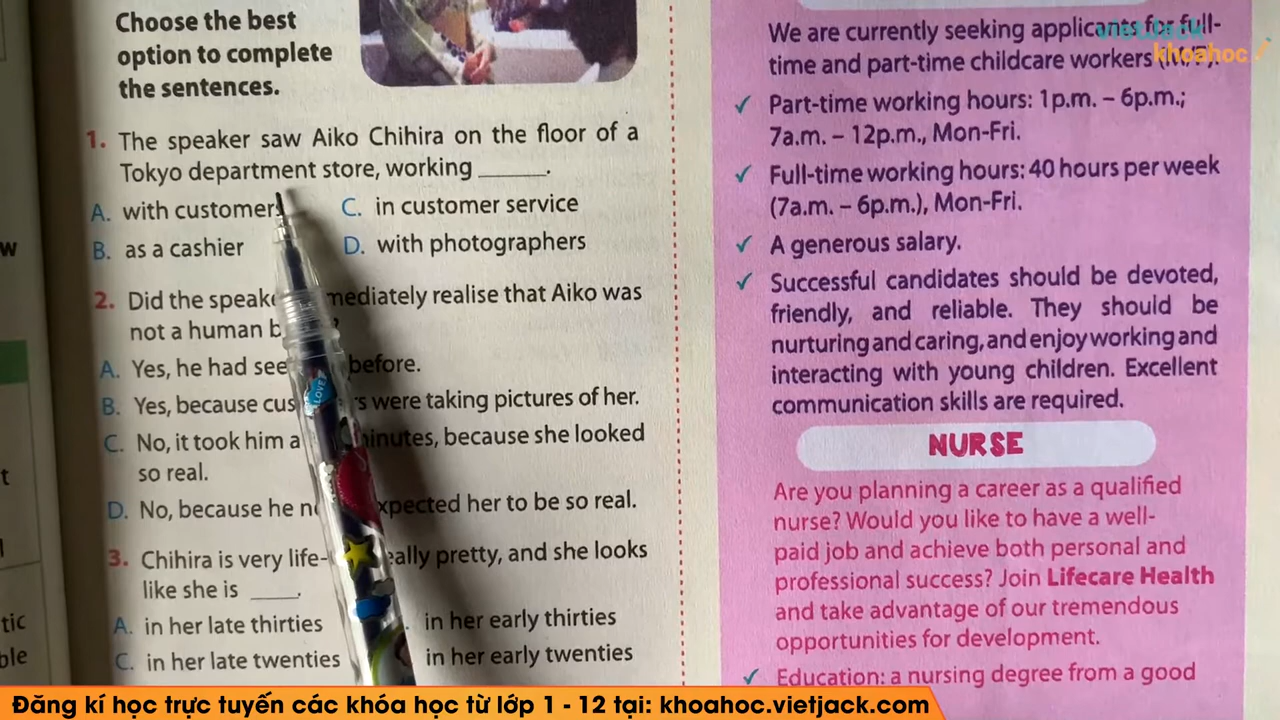 Choose the best
option to complete
the sentences.
1. The speaker saw Aiko Chihira on the floor of a
Tokyo department store, working _____.
A. with customers
C. in customer service
B. as a cashier
D. with photographers
2. Did the speake mediately realise that Aiko was
not a human b ?
A. Yes, he had see before.
B. Yes, because cus s were taking pictures of her.
C. No, it took him a minutes, because she looked
so real.
D. No, because he n xpected her to be so real.
3. Chihira is very life- eally pretty, and she looks
like she is ____.
A. in her late thirties
in her early thirties
C. in her late twenties
in her early twenties
We are currently seeking applicants for full-
time and part-time childcare workers
✓ Part-time working hours: 1p.m. – 6p.m.;
7a.m. – 12p.m., Mon-Fri.
✓ Full-time working hours: 40 hours per week
(7a.m. – 6p.m.), Mon-Fri.
✓ A generous salary.
✓ Successful candidates should be devoted,
friendly, and reliable. They should be
nurturing and caring, and enjoy working and
interacting with young children. Excellent
communication skills are required.
NURSE
Are you planning a career as a qualified
nurse? Would you like to have a well-
paid job and achieve both personal and
professional success? Join Lifecare Health
and take advantage of our tremendous
opportunities for development.
✓ Education: a nursing degree from a good
vietJack
khoahoc
w
t
l
tic
ble
LOVE
Đăng kí học trực tuyến các khóa học từ lớp 1 - 12 tại: khoahoc.vietjack.com